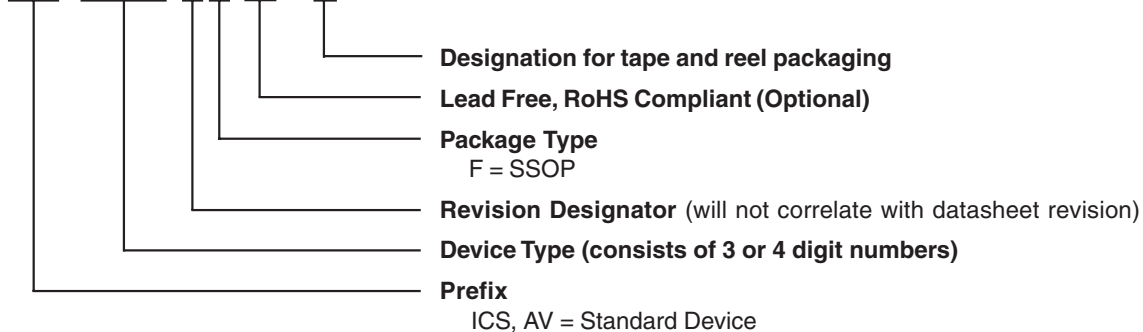 Designation for tape and reel packaging
Lead Free, RoHS Compliant (Optional)
Package Type
F = SSOP
Revision Designator (will not correlate with datasheet revision)
Device Type (consists of 3 or 4 digit numbers)
Prefix
ICS, AV = Standard Device